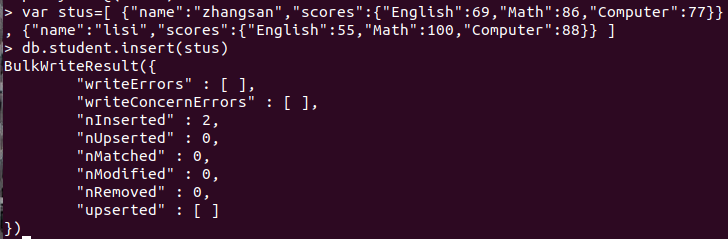 > var stus=[ {"name":"zhangsan","scores":{"English":69,"Math":86,"Computer":77}}
, {"name":"lisi","scores":{"English":55,"Math":100,"Computer":88}} ]
> db.student.insert(stus)
BulkWriteResult({
        "writeErrors" : [ ],
        "writeConcernErrors" : [ ],
        "nInserted" : 2,
        "nUpserted" : 0,
        "nMatched" : 0,
        "nModified" : 0,
        "nRemoved" : 0,
        "upserted" : [ ]
})